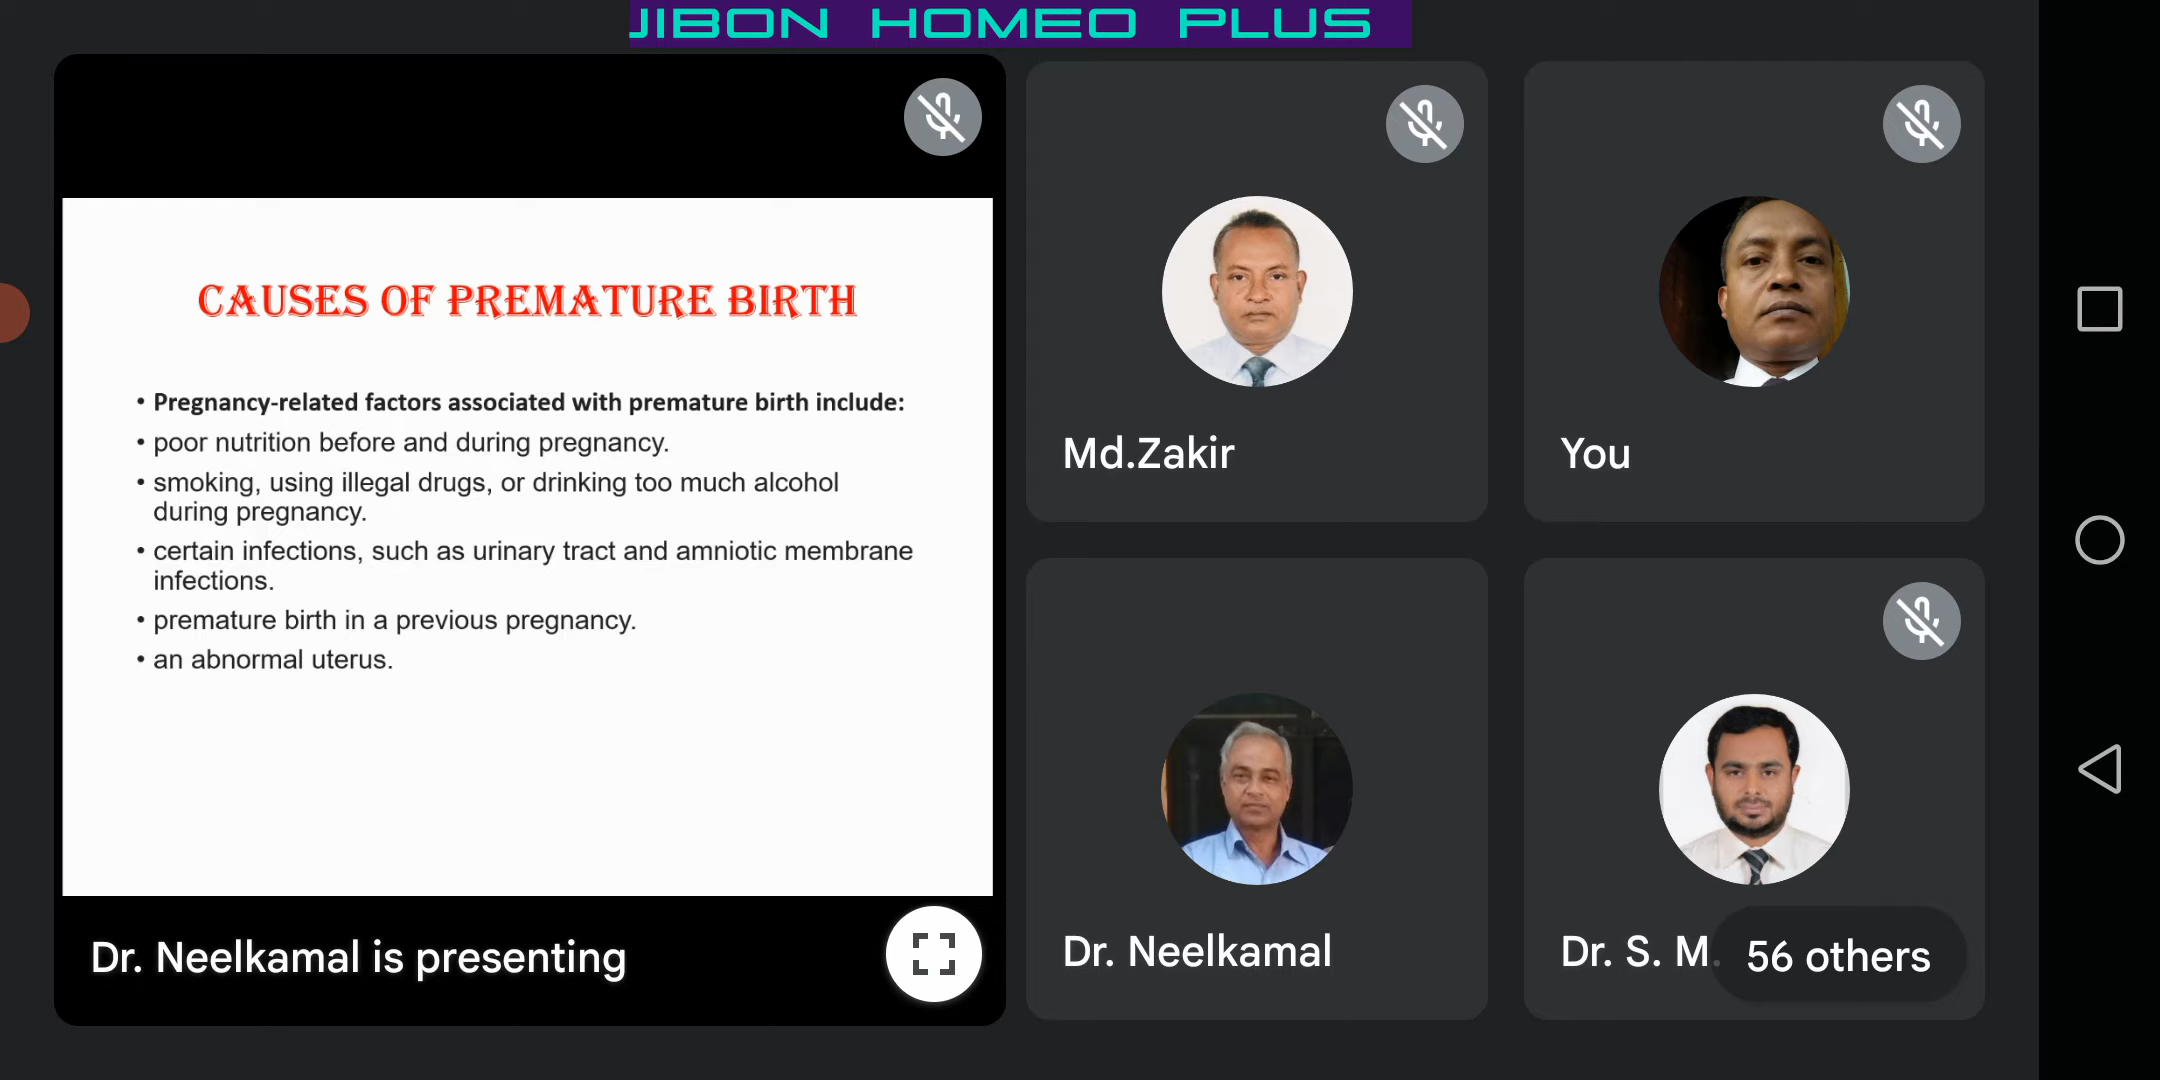 JIBON HOMEO PLUS
CAUSES OF PREMATURE BIRTH
• Pregnancy-related factors associated with premature birth include:
• poor nutrition before and during pregnancy.
• smoking, using illegal drugs, or drinking too much alcohol
during pregnancy.
• certain infections, such as urinary tract and amniotic membrane
infections.
• premature birth in a previous pregnancy.
• an abnormal uterus.
Dr. Neelkamal is presenting
Md.Zakir
You
Dr. Neelkamal
Dr. S. M.
56 others